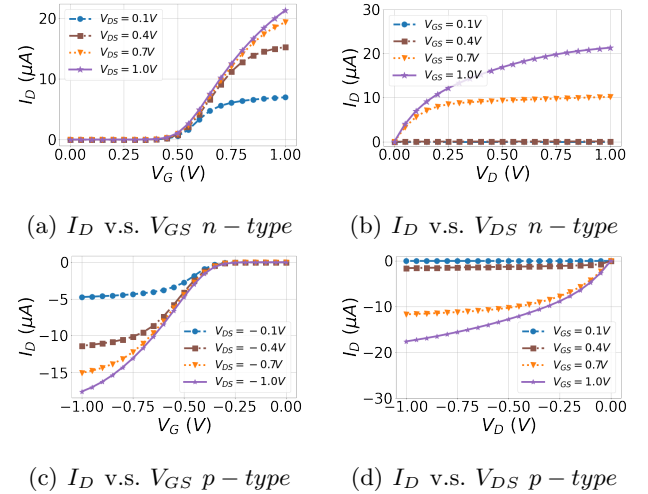 I_D (μA)
20
10
0
V_DS = 0.1V
V_DS = 0.4V
V_DS = 0.7V
V_DS = 1.0V
0.00 0.25 0.50 0.75 1.00
V_G (V)
(a) I_D v.s. V_GS n − type
I_D (μA)
30
20
10
0
V_GS = 0.1V
V_GS = 0.4V
V_GS = 0.7V
V_GS = 1.0V
0.00 0.25 0.50 0.75 1.00
V_D (V)
(b) I_D v.s. V_DS n − type
I_D (μA)
0
−5
−10
−15
V_DS = − 0.1V
V_DS = − 0.4V
V_DS = − 0.7V
V_DS = − 1.0V
−1.00 −0.75 −0.50 −0.25 0.00
V_G (V)
(c) I_D v.s. V_GS p − type
I_D (μA)
0
−10
−20
−30
V_GS = 0.1V
V_GS = 0.4V
V_GS = 0.7V
V_GS = 1.0V
−1.00 −0.75 −0.50 −0.25 0.00
V_D (V)
(d) I_D v.s. V_DS p − type